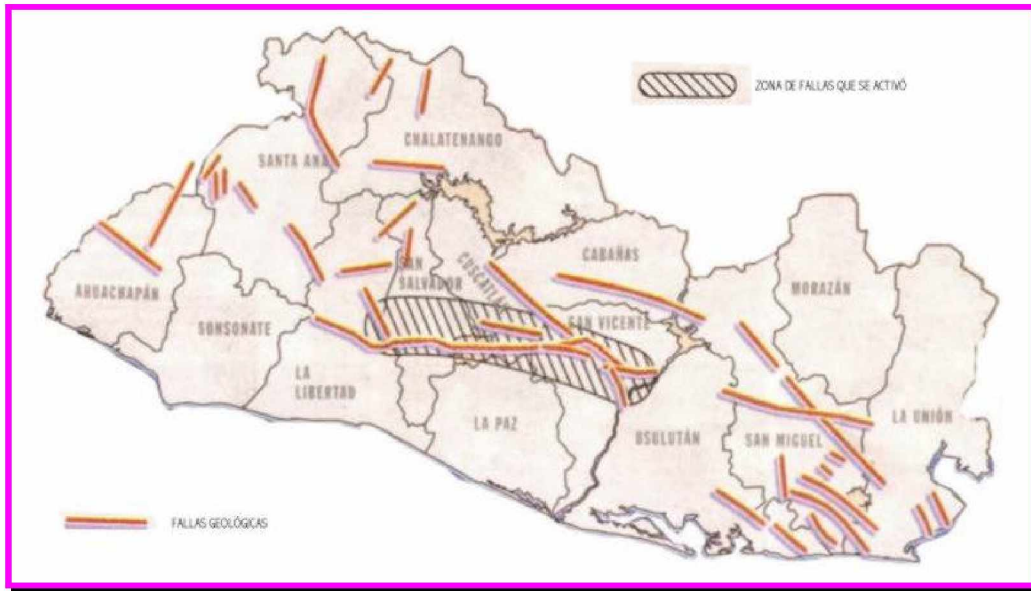 ZONA DE FALLAS QUE SE ACTIVÓ
CHALATENANGO
SANTA ANA
CABAÑAS
CUSCATLÁN
SAN
SALVADOR
MORAZÁN
AHUACHAPÁN
SONSONATE
SAN VICENTE
LA
LIBERTAD
LA PAZ
USULUTÁN
SAN MIGUEL
LA UNIÓN
FALLAS GEOLÓGICAS